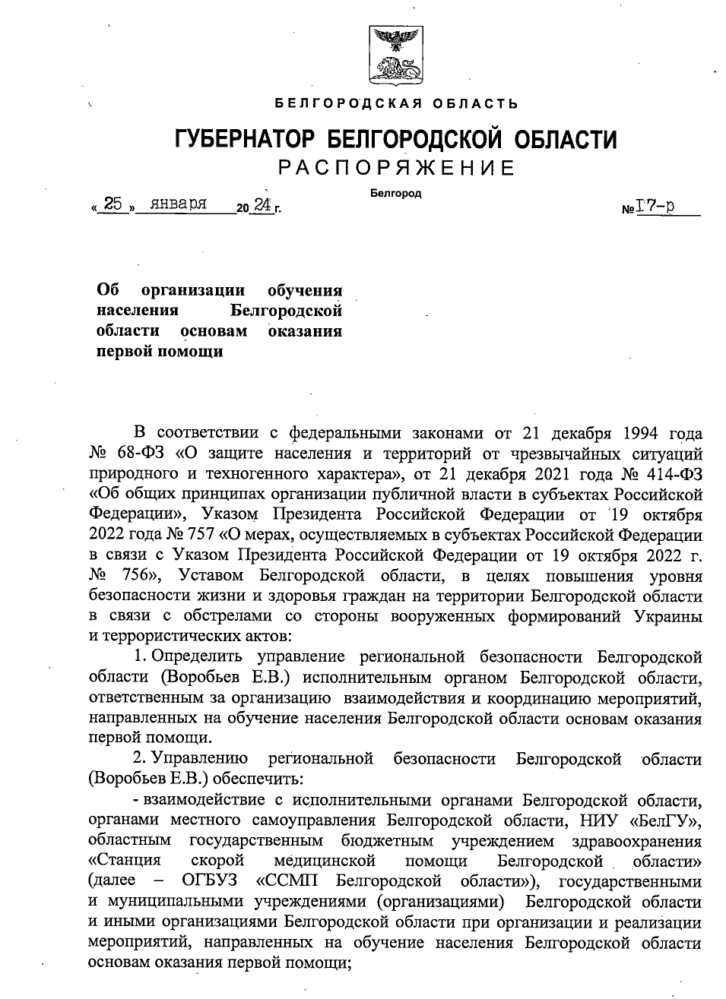 БЕЛГОРОДСКАЯ ОБЛАСТЬ
ГУБЕРНАТОР БЕЛГОРОДСКОЙ ОБЛАСТИ
РАСПОРЯЖЕНИЕ
Белгород
« 25 » января 20 24 г. № I7-р
Об организации обучения
населения Белгородской
области основам оказания
первой помощи
В соответствии с федеральными законами от 21 декабря 1994 года
№ 68-ФЗ «О защите населения и территорий от чрезвычайных ситуаций
природного и техногенного характера», от 21 декабря 2021 года № 414-ФЗ
«Об общих принципах организации публичной власти в субъектах Российской
Федерации», Указом Президента Российской Федерации от 19 октября
2022 года № 757 «О мерах, осуществляемых в субъектах Российской Федерации
в связи с Указом Президента Российской Федерации от 19 октября 2022 г.
№ 756», Уставом Белгородской области, в целях повышения уровня
безопасности жизни и здоровья граждан на территории Белгородской области
в связи с обстрелами со стороны вооруженных формирований Украины
и террористических актов:
1. Определить управление региональной безопасности Белгородской
области (Воробьев Е.В.) исполнительным органом Белгородской области,
ответственным за организацию взаимодействия и координацию мероприятий,
направленных на обучение населения Белгородской области основам оказания
первой помощи.
2. Управлению региональной безопасности Белгородской области
(Воробьев Е.В.) обеспечить:
- взаимодействие с исполнительными органами Белгородской области,
органами местного самоуправления Белгородской области, НИУ «БелГУ»,
областным государственным бюджетным учреждением здравоохранения
«Станция скорой медицинской помощи Белгородской области»
(далее – ОГБУЗ «ССМП Белгородской области»), государственными
и муниципальными учреждениями (организациями) Белгородской области
и иными организациями Белгородской области при организации и реализации
мероприятий, направленных на обучение населения Белгородской области
основам оказания первой помощи;